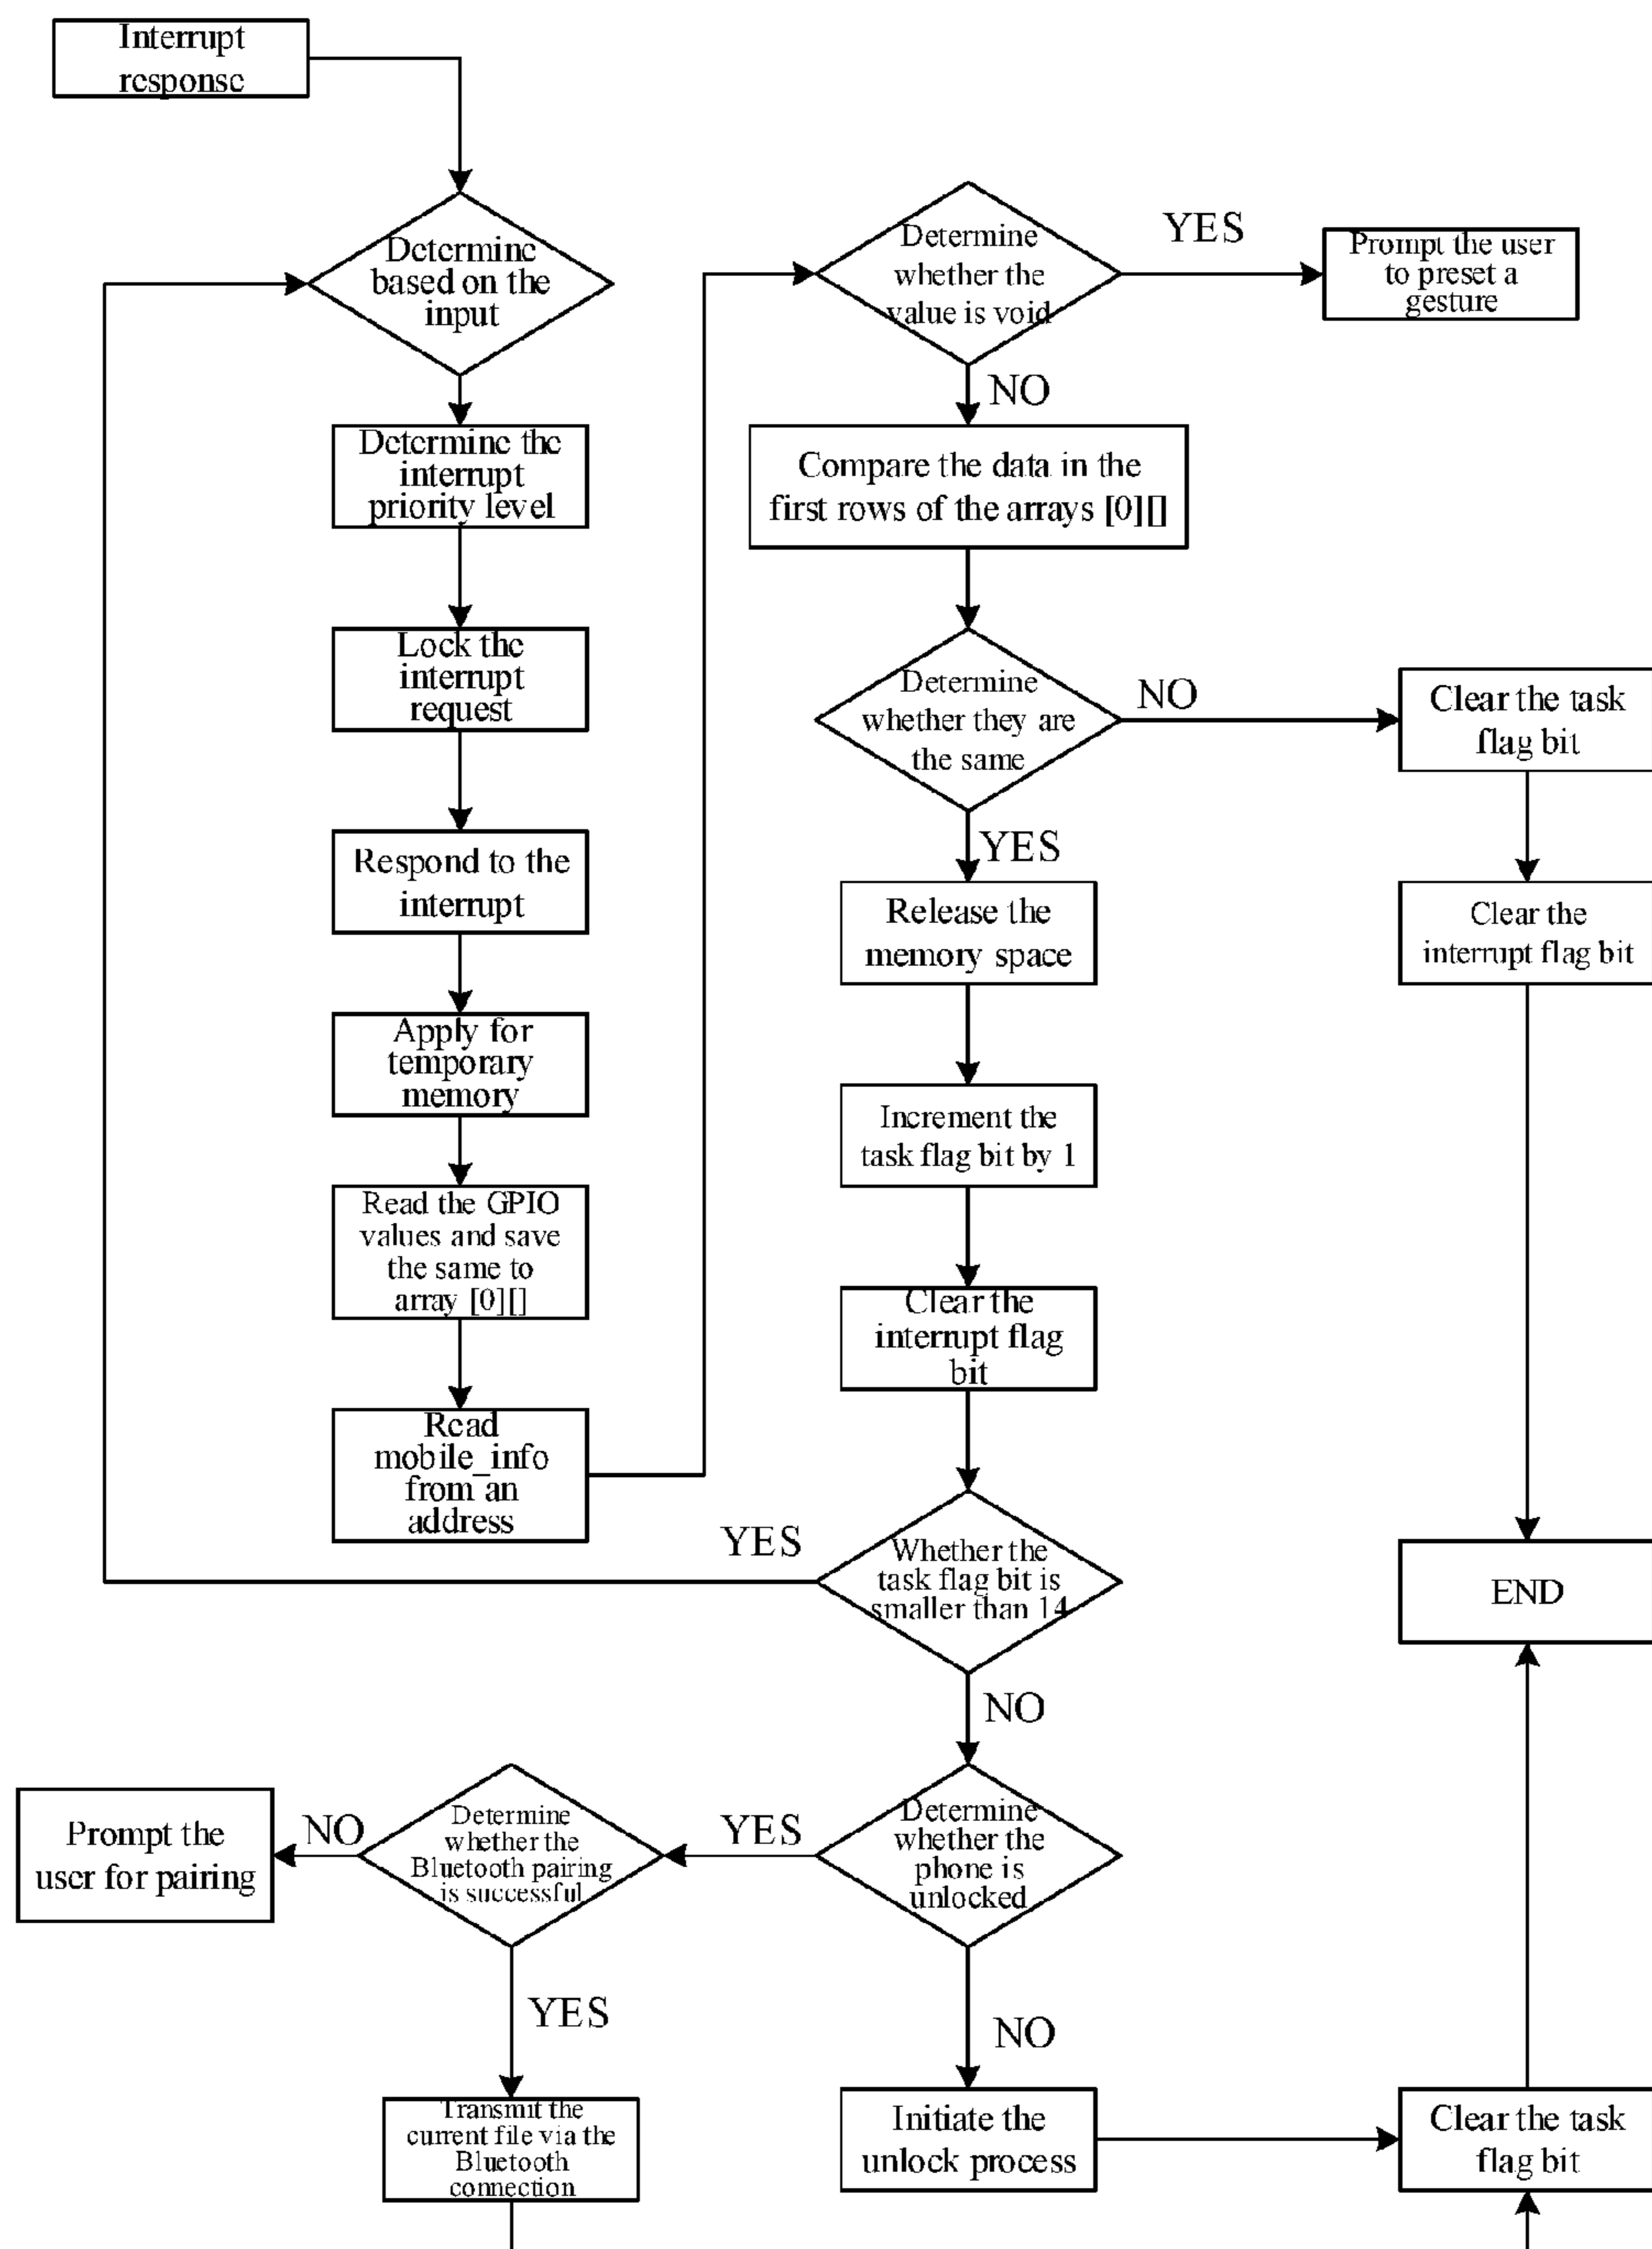 Interrupt
response
Determine
based on the
input
Determine the
interrupt
priority level
Lock the
interrupt
request
Respond to the
interrupt
Apply for
temporary
memory
Read the GPIO
values and save
the same to
array [0][]
Read
mobile_info
from an
address
Determine
whether the
value is void
YES
Prompt the user
to preset a
gesture
NO
Compare the data in the
first rows of the arrays [0][]
Determine
whether they are
the same
NO
Clear the task
flag bit
Clear the
interrupt flag bit
YES
Release the
memory space
Increment the
task flag bit by 1
Clear the
interrupt flag
bit
Whether the
task flag bit is
smaller than 14
YES
END
NO
Determine
whether the
phone is
unlocked
YES
Determine
whether the
Bluetooth pairing
is successful
NO
Prompt the
user for pairing
YES
Transmit the
current file via the
Bluetooth
connection
NO
Initiate the
unlock process
Clear the task
flag bit